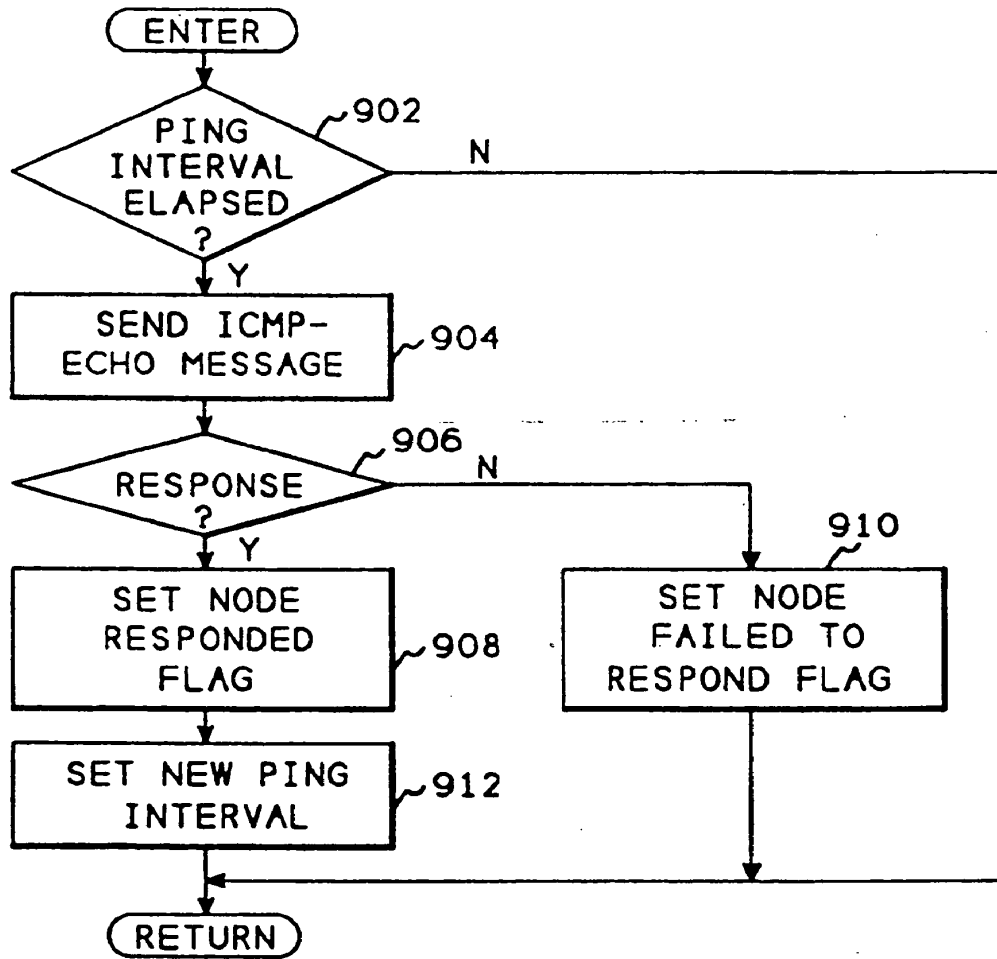 ENTER
902
PING
INTERVAL
ELAPSED
?
N
Y
SEND ICMP-
ECHO MESSAGE
904
906
RESPONSE
?
N
Y
910
SET NODE
RESPONDED
FLAG
908
SET NODE
FAILED TO
RESPOND FLAG
SET NEW PING
INTERVAL
912
RETURN